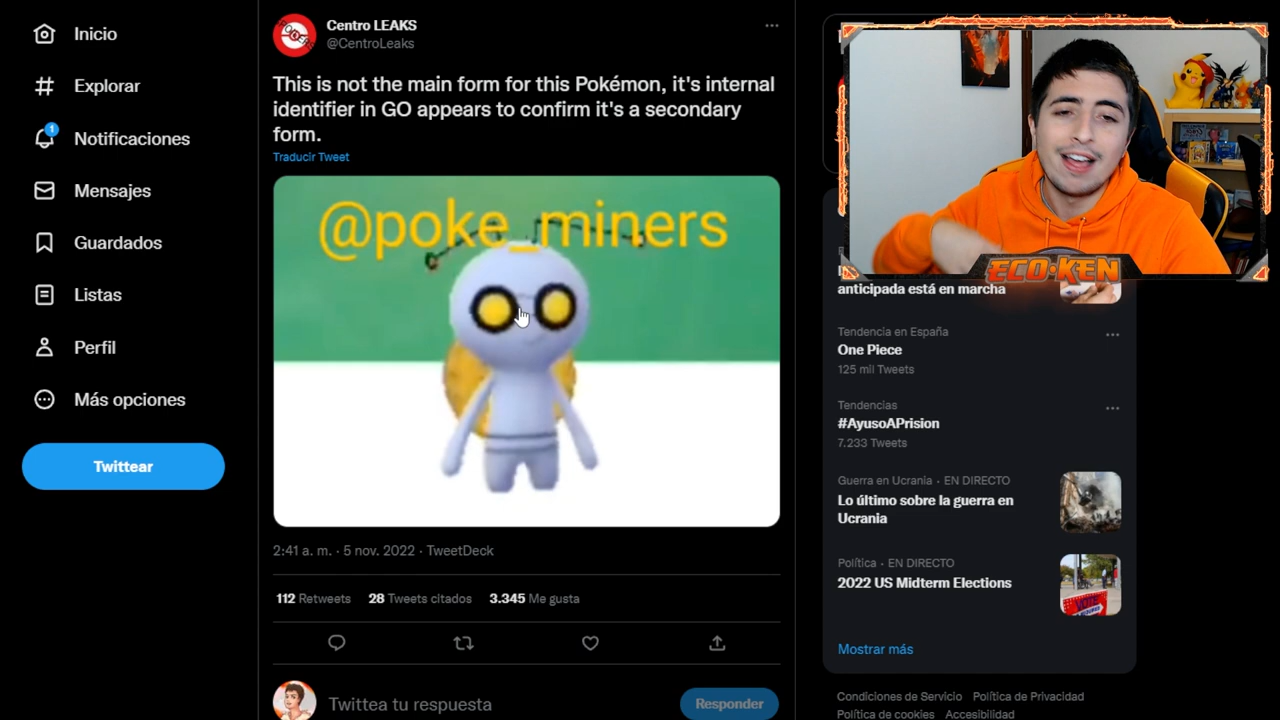 Inicio
Explorar
1
Notificaciones
Mensajes
Guardados
Listas
Perfil
Más opciones
Twittear
Centro LEAKS
@CentroLeaks
This is not the main form for this Pokémon, it's internal
identifier in GO appears to confirm it's a secondary
form.
Traducir Tweet
@poke_miners
2:41 a. m. · 5 nov. 2022 · TweetDeck
112 Retweets 28 Tweets citados 3.345 Me gusta
Twittea tu respuesta
Responder
ECO·KEN
anticipada está en marcha
Tendencia en España
One Piece
125 mil Tweets
Tendencias
#AyusoAPrision
7.233 Tweets
Guerra en Ucrania · EN DIRECTO
Lo último sobre la guerra en
Ucrania
Política · EN DIRECTO
2022 US Midterm Elections
VOTE
Mostrar más
Condiciones de Servicio Política de Privacidad
Política de cookies Accesibilidad